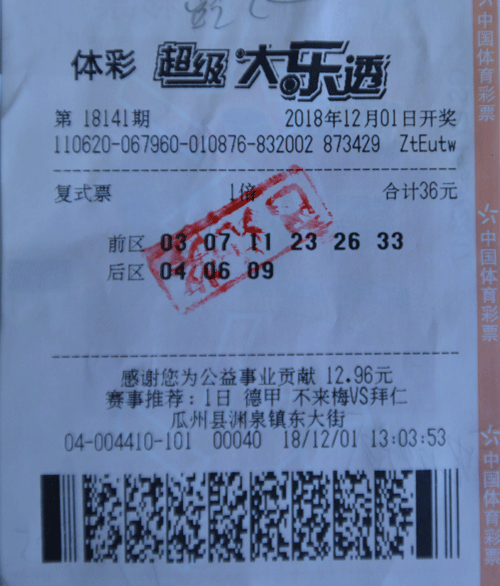 体彩 超级大乐透
第 18141期 2018年12月01日开奖
110620-067960-010876-832002 873429 ZtEutw
复式票 1倍 合计36元
前区 03 07 11 23 26 33
后区 04 06 09
感谢您为公益事业贡献 12.96元
赛事推荐：1日 德甲 不来梅VS拜仁
瓜州县渊泉镇东大街
04-004410-101 00040 18/12/01 13:03:53
中国体育彩票
中国体育彩票
中国体育彩票